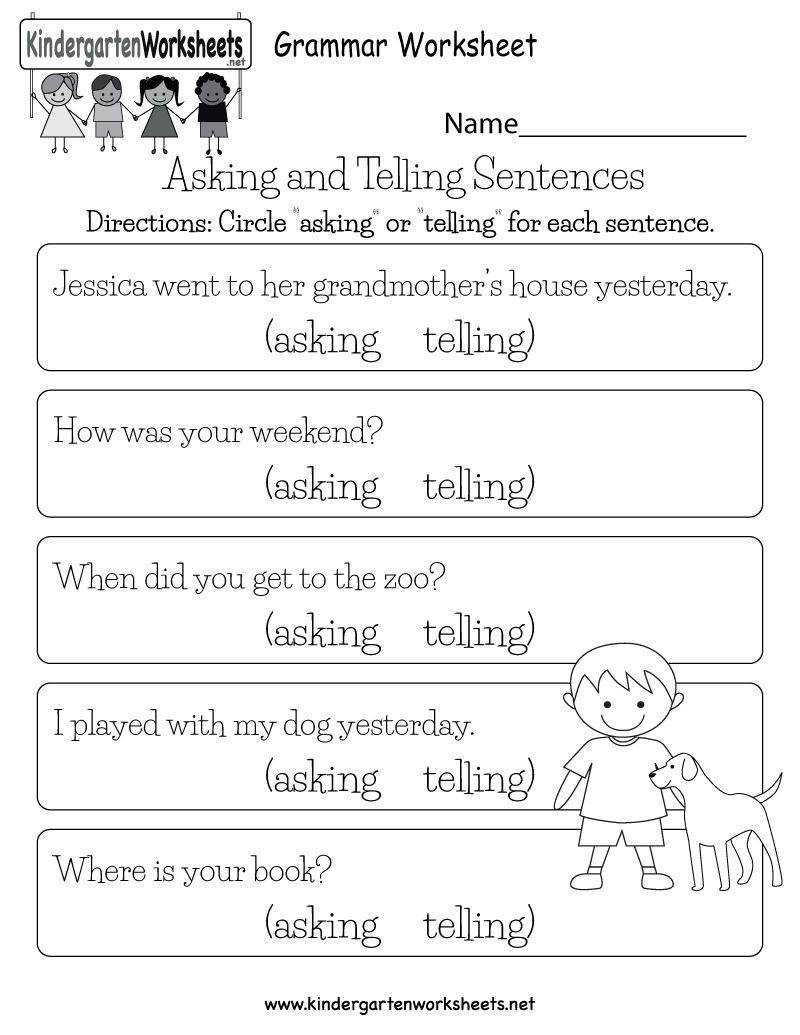 KindergartenWorksheets
.net
Grammar Worksheet
Name_______________
Asking and Telling Sentences
Directions: Circle "asking" or "telling" for each sentence.
Jessica went to her grandmother's house yesterday.
(asking telling)
How was your weekend?
(asking telling)
When did you get to the zoo?
(asking telling)
I played with my dog yesterday.
(asking telling)
Where is your book?
(asking telling)
www.kindergartenworksheets.net